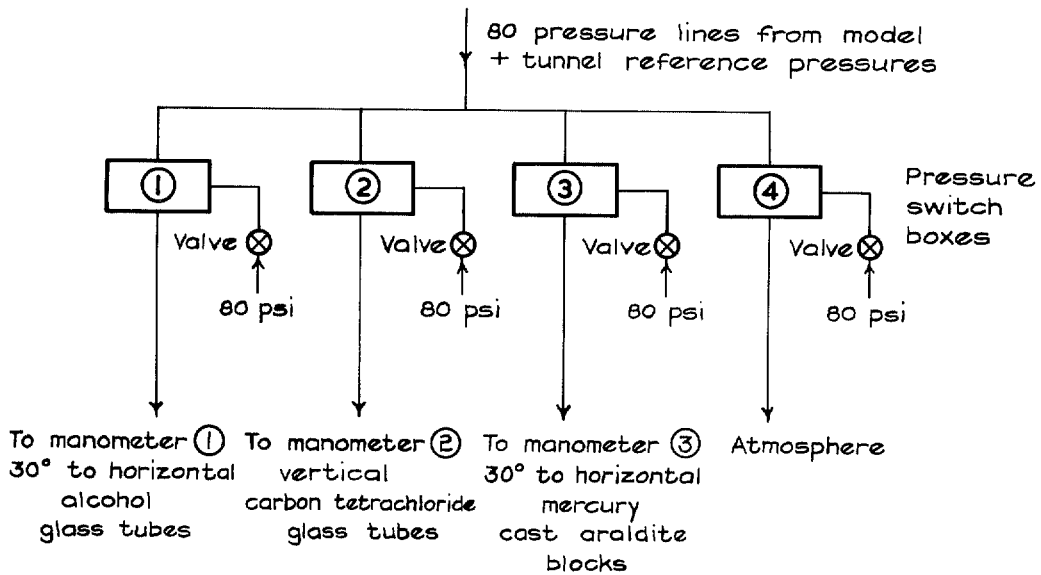 80 pressure lines from model
+ tunnel reference pressures
1
2
3
4
Pressure
switch
boxes
Valve
Valve
Valve
Valve
80 psi
80 psi
80 psi
80 psi
To manometer 1
30° to horizontal
alcohol
glass tubes
To manometer 2
vertical
carbon tetrachloride
glass tubes
To manometer 3
30° to horizontal
mercury
cast araldite
blocks
Atmosphere